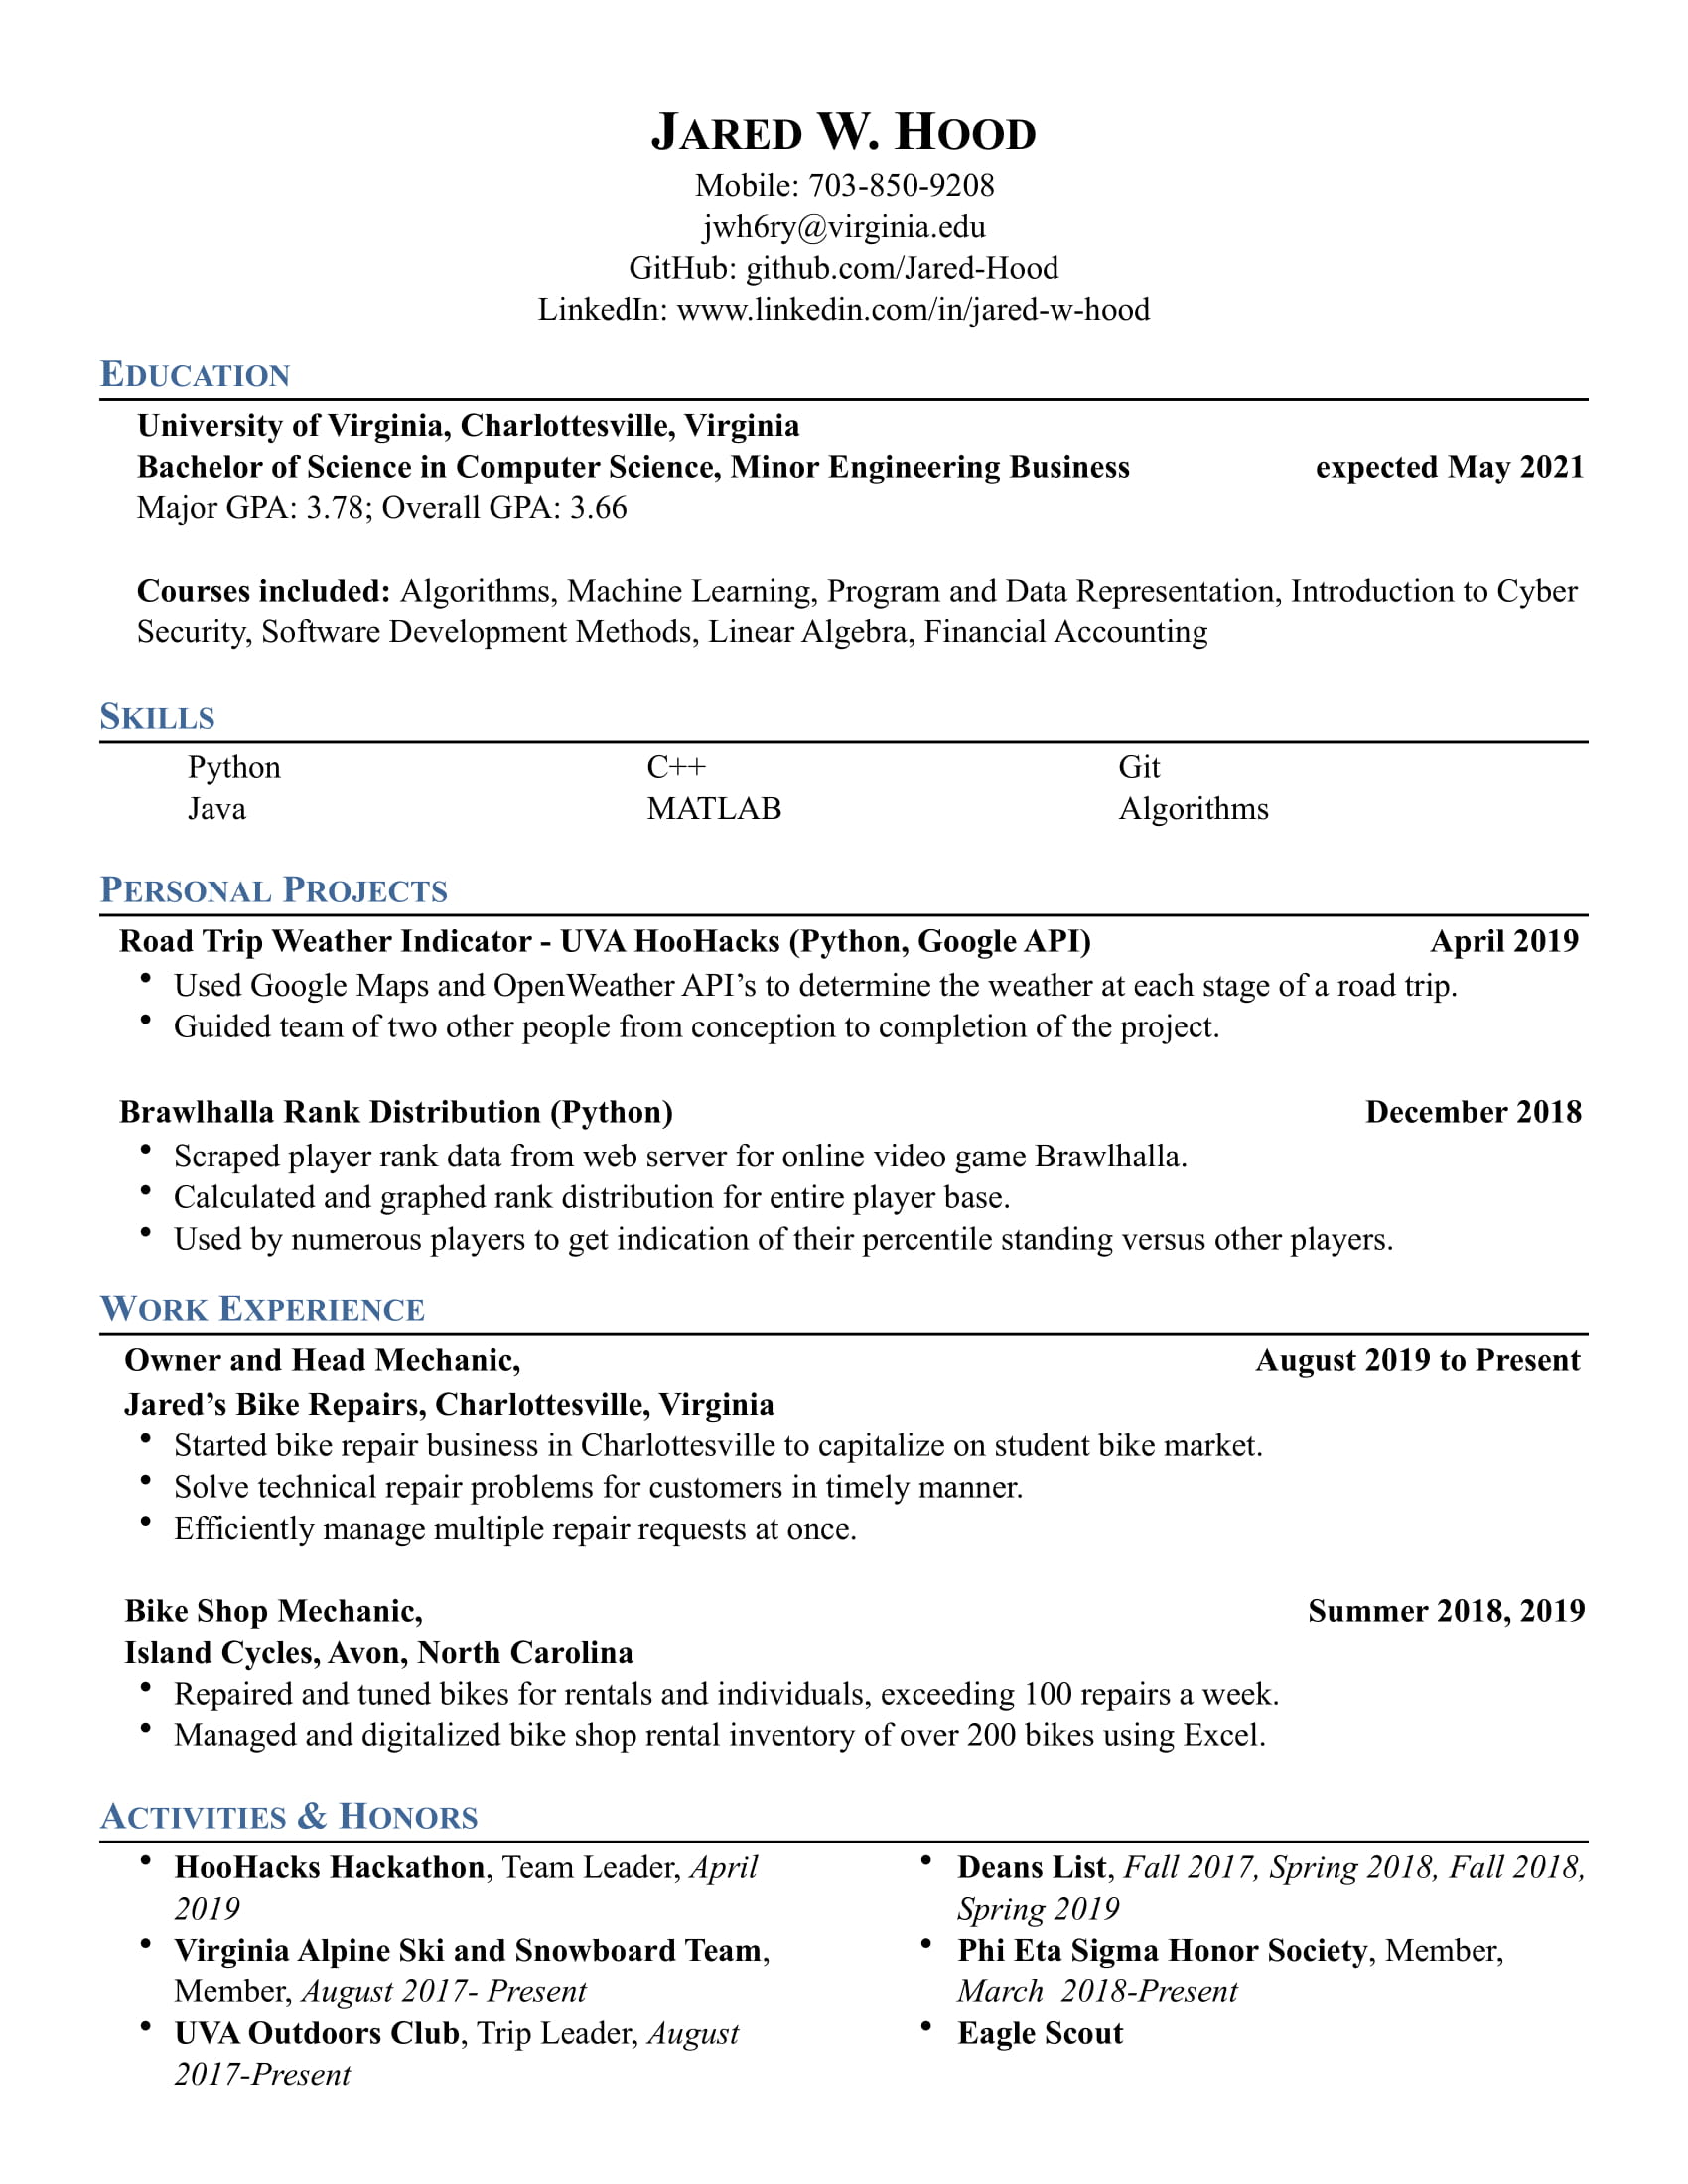 JARED W. HOOD
Mobile: 703-850-9208
jwh6ry@virginia.edu
GitHub: github.com/Jared-Hood
LinkedIn: www.linkedin.com/in/jared-w-hood
EDUCATION
University of Virginia, Charlottesville, Virginia
Bachelor of Science in Computer Science, Minor Engineering Business expected May 2021
Major GPA: 3.78; Overall GPA: 3.66
Courses included: Algorithms, Machine Learning, Program and Data Representation, Introduction to Cyber
Security, Software Development Methods, Linear Algebra, Financial Accounting
SKILLS
Python C++ Git
Java MATLAB Algorithms
PERSONAL PROJECTS
Road Trip Weather Indicator - UVA HooHacks (Python, Google API) April 2019
• Used Google Maps and OpenWeather API’s to determine the weather at each stage of a road trip.
• Guided team of two other people from conception to completion of the project.
Brawlhalla Rank Distribution (Python) December 2018
• Scraped player rank data from web server for online video game Brawlhalla.
• Calculated and graphed rank distribution for entire player base.
• Used by numerous players to get indication of their percentile standing versus other players.
WORK EXPERIENCE
Owner and Head Mechanic, August 2019 to Present
Jared’s Bike Repairs, Charlottesville, Virginia
• Started bike repair business in Charlottesville to capitalize on student bike market.
• Solve technical repair problems for customers in timely manner.
• Efficiently manage multiple repair requests at once.
Bike Shop Mechanic, Summer 2018, 2019
Island Cycles, Avon, North Carolina
• Repaired and tuned bikes for rentals and individuals, exceeding 100 repairs a week.
• Managed and digitalized bike shop rental inventory of over 200 bikes using Excel.
ACTIVITIES & HONORS
• HooHacks Hackathon, Team Leader, April
2019
• Virginia Alpine Ski and Snowboard Team,
Member, August 2017- Present
• UVA Outdoors Club, Trip Leader, August
2017-Present
• Deans List, Fall 2017, Spring 2018, Fall 2018,
Spring 2019
• Phi Eta Sigma Honor Society, Member,
March  2018-Present
• Eagle Scout